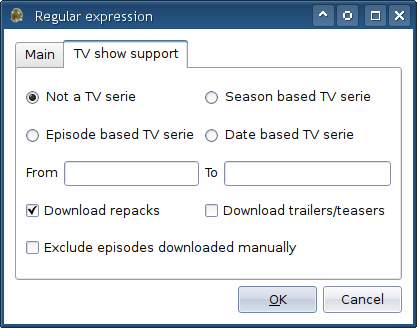 Regular expression
Main TV show support
Not a TV serie Season based TV serie
Episode based TV serie Date based TV serie
From To
Download repacks Download trailers/teasers
Exclude episodes downloaded manually
OK Cancel